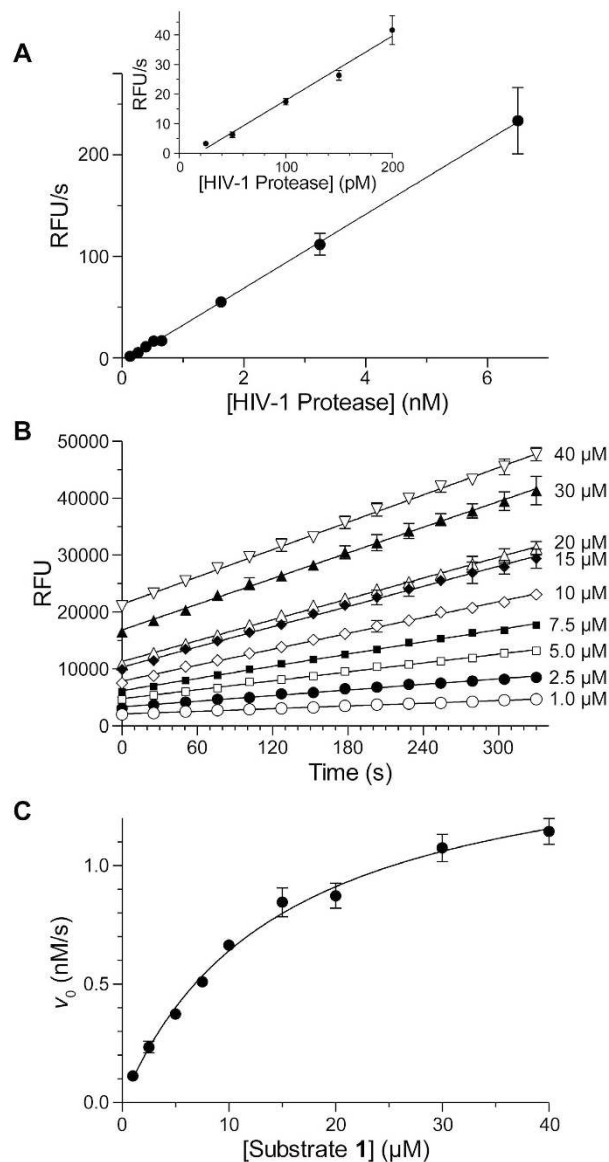 A
RFU/s
40
30
20
10
0
0
100
200
[HIV-1 Protease] (pM)
RFU/s
200
100
0
0
2
4
6
[HIV-1 Protease] (nM)
B
RFU
50000
40000
30000
20000
10000
0
40 µM
30 µM
20 µM
15 µM
10 µM
7.5 µM
5.0 µM
2.5 µM
1.0 µM
0
60
120
180
240
300
Time (s)
C
v0 (nM/s)
1.0
0.5
0.0
0
10
20
30
40
[Substrate 1] (µM)